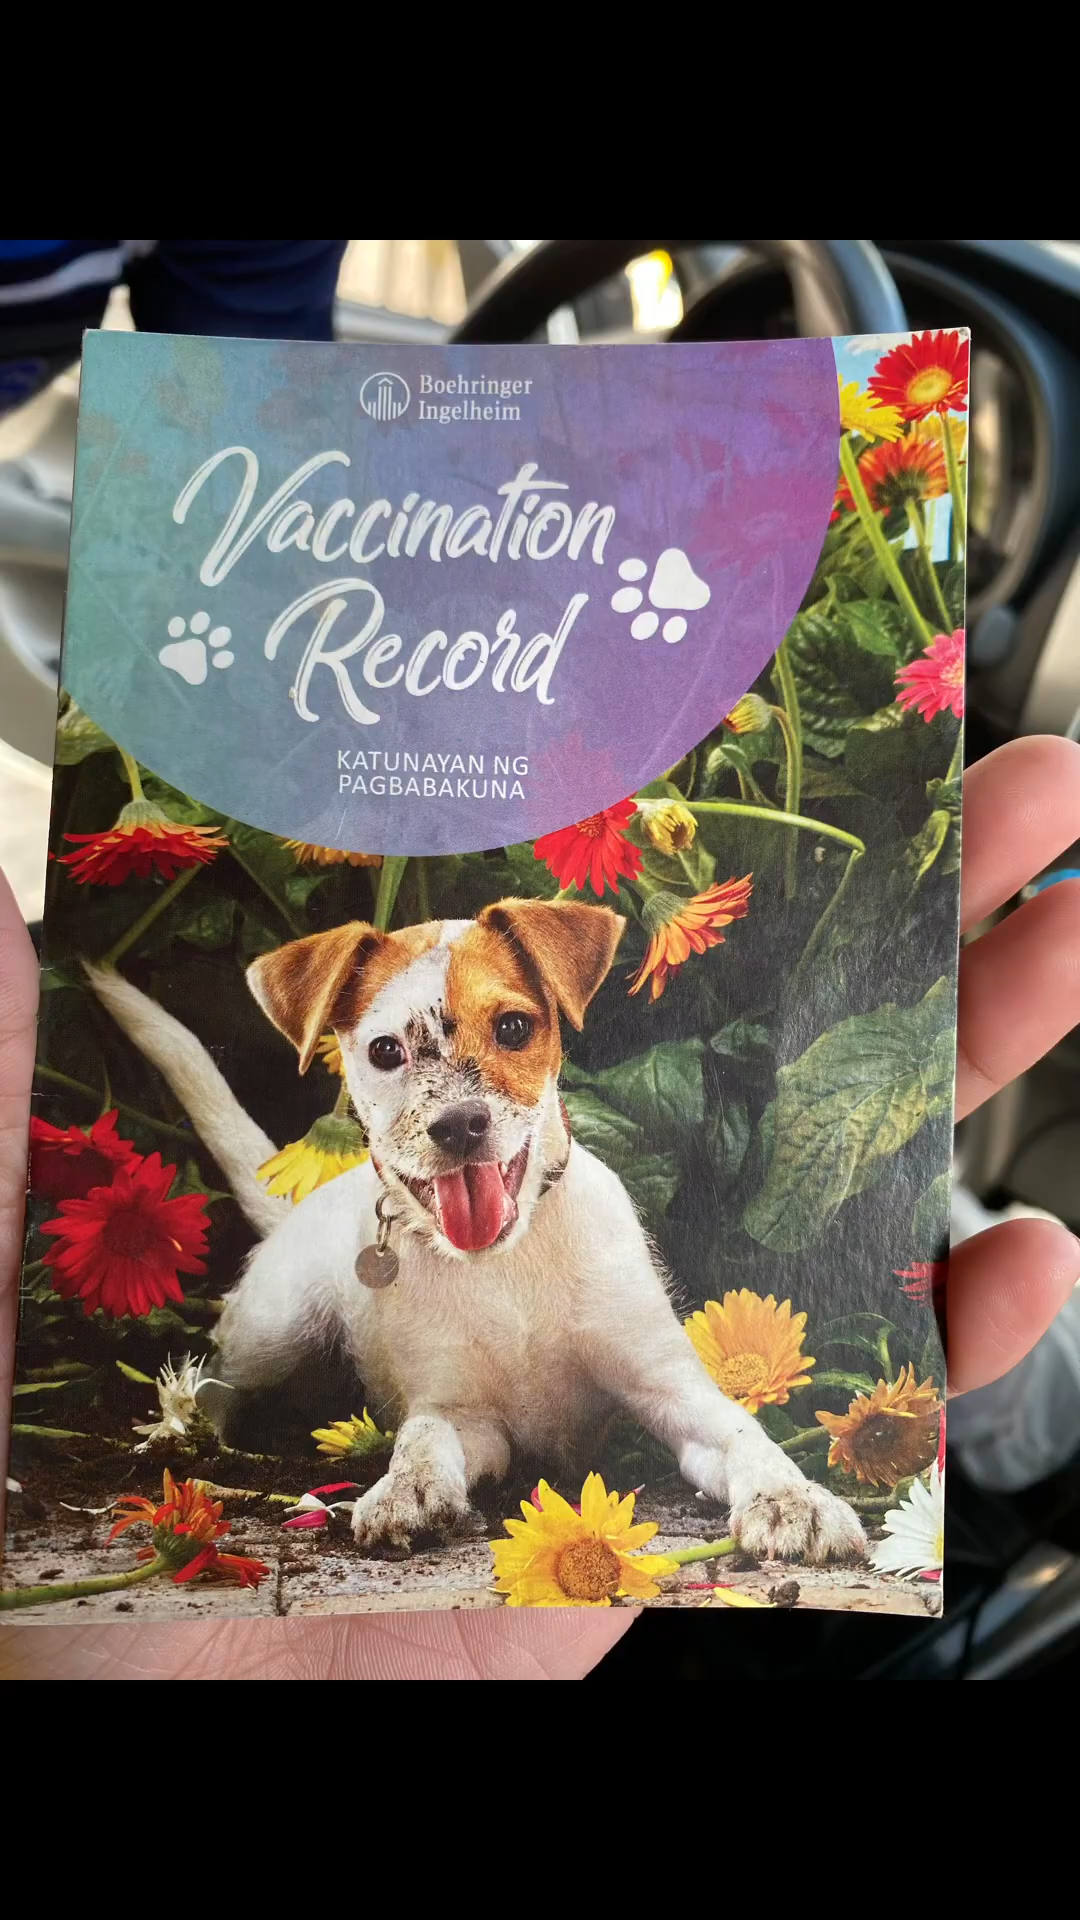 Boehringer
Ingelheim
Vaccination
Record
KATUNAYAN NG
PAGBABAKUNA